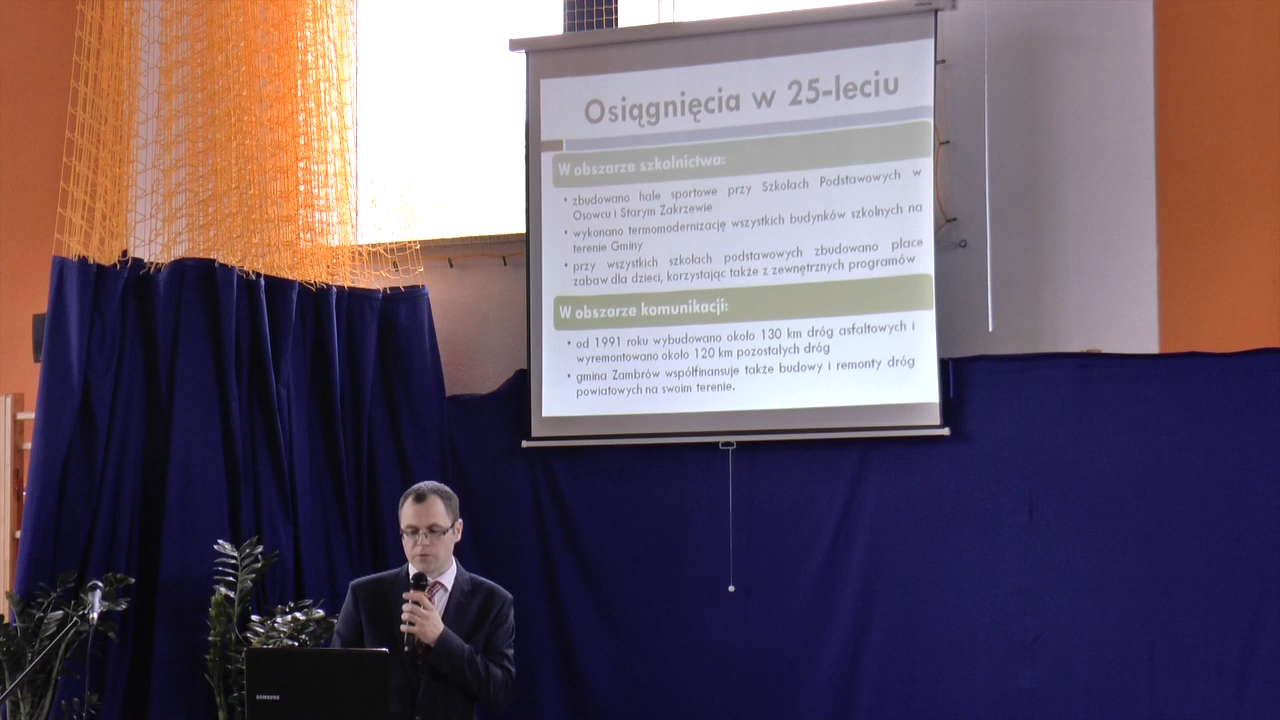 Osiągnięcia w 25-leciu
W obszarze szkolnictwa:
• zbudowano hale sportowe przy Szkołach Podstawowych w
Osowcu i Starym Zakrzewie
• wykonano termomodernizację wszystkich budynków szkolnych na
terenie Gminy
• przy wszystkich szkołach podstawowych zbudowano place
zabaw dla dzieci, korzystając także z zewnętrznych programów
W obszarze komunikacji:
• od 1991 roku wybudowano około 130 km dróg asfaltowych i
wyremontowano około 120 km pozostałych dróg
• gmina Zambrów współfinansuje także budowy i remonty dróg
powiatowych na swoim terenie.
SAMSUNG